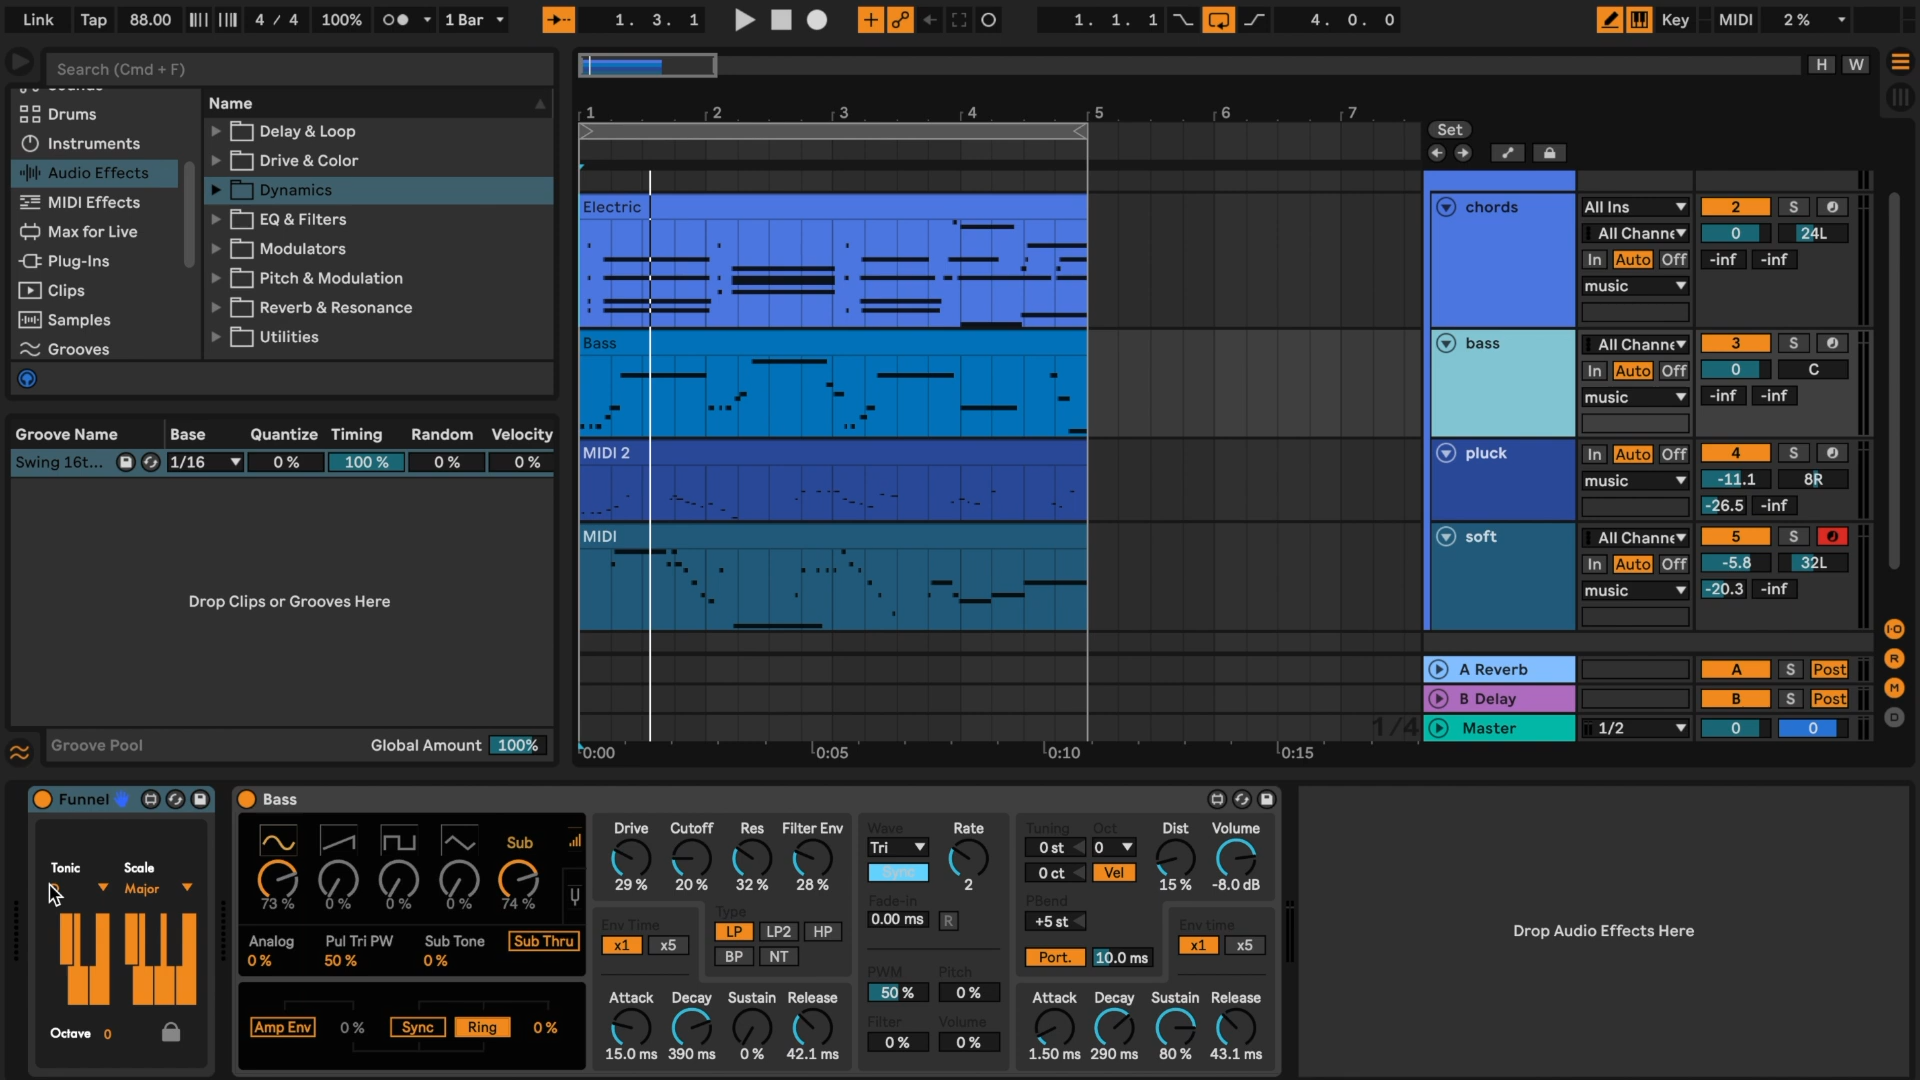 Link Tap 88.00 4 / 4 100% 1 Bar 1. 3. 1 1. 1. 1 4. 0. 0 Key MIDI 2 %
Search (Cmd + F)
H W
Sounds
Drums
Instruments
Audio Effects
MIDI Effects
Max for Live
Plug-Ins
Clips
Samples
Grooves
Name
Delay & Loop
Drive & Color
Dynamics
EQ & Filters
Modulators
Pitch & Modulation
Reverb & Resonance
Utilities
Groove Name Base Quantize Timing Random Velocity
Swing 16t... 1/16 0 % 100 % 0 % 0 %
Drop Clips or Grooves Here
Groove Pool Global Amount 100%
1 2 3 4 5 6 7
Set
Electric
Bass
MIDI 2
MIDI
1/4
0:00 0:05 0:10 0:15
chords All Ins 2 S
All Channe 0 24L
In Auto Off -inf -inf
music
bass All Channe 3 S
In Auto Off 0 C
music -inf -inf
pluck In Auto Off 4 S
music -11.1 8R
-26.5 -inf
soft All Channe 5 S
In Auto Off -5.8 32L
music -20.3 -inf
A Reverb A S Post
B Delay B S Post
Master 1/2 0 0
I·O
R
M
D
Funnel
Tonic Scale
Major
Octave 0
Bass
Sub
73 % 0 % 0 % 0 % 74 %
Analog Pul Tri PW Sub Tone Sub Thru
0 % 50 % 0 %
Amp Env 0 % Sync Ring 0 %
Drive Cutoff Res Filter Env
29 % 20 % 32 % 28 %
Env Time Type
x1 x5 LP LP2 HP
BP NT
Attack Decay Sustain Release
15.0 ms 390 ms 0 % 42.1 ms
Wave Rate
Tri
Sync 2
Fade-in
0.00 ms R
PWM Pitch
50 % 0 %
Filter Volume
0 % 0 %
Tuning Oct Dist Volume
0 st 0
0 ct Vel 15 % -8.0 dB
PBend
+5 st Env time
x1 x5
Port. 10.0 ms
Attack Decay Sustain Release
1.50 ms 290 ms 80 % 43.1 ms
Drop Audio Effects Here